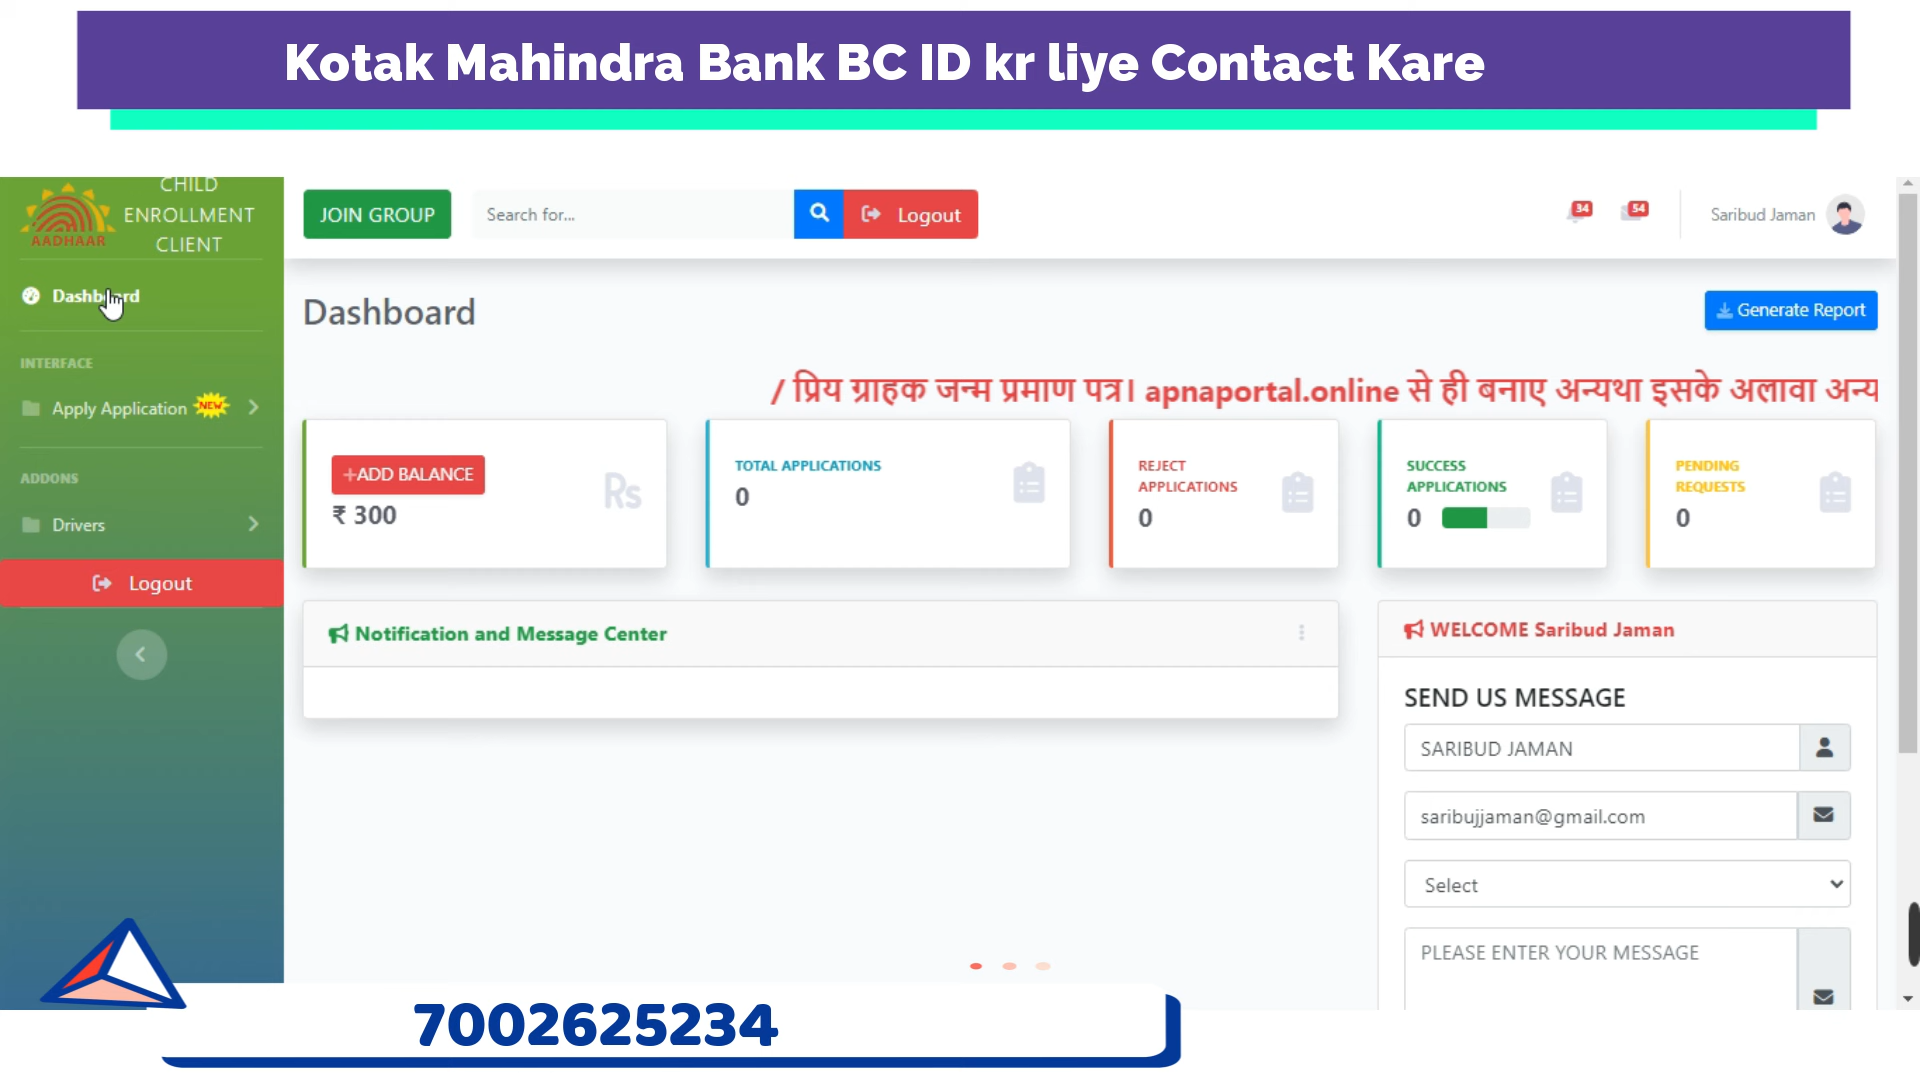 Kotak Mahindra Bank BC ID kr liye Contact Kare
AADHAAR
CHILD
ENROLLMENT
CLIENT
JOIN GROUP
Search for...
Logout
34
54
Saribud Jaman
Dashboard
Dashboard
Generate Report
INTERFACE
Apply Application NEW
/ प्रिय ग्राहक जन्म प्रमाण पत्र। apnaportal.online से ही बनाए अन्यथा इसके अलावा अन्य
ADDONS
Drivers
Logout
+ADD BALANCE
₹ 300
Rs
TOTAL APPLICATIONS
0
REJECT
APPLICATIONS
0
SUCCESS
APPLICATIONS
0
PENDING
REQUESTS
0
Notification and Message Center
WELCOME Saribud Jaman
SEND US MESSAGE
SARIBUD JAMAN
saribujjaman@gmail.com
Select
PLEASE ENTER YOUR MESSAGE
7002625234